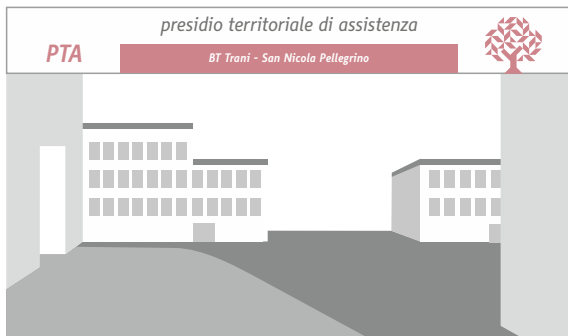 presidio territoriale di assistenza
PTA
BT Trani - San Nicola Pellegrino